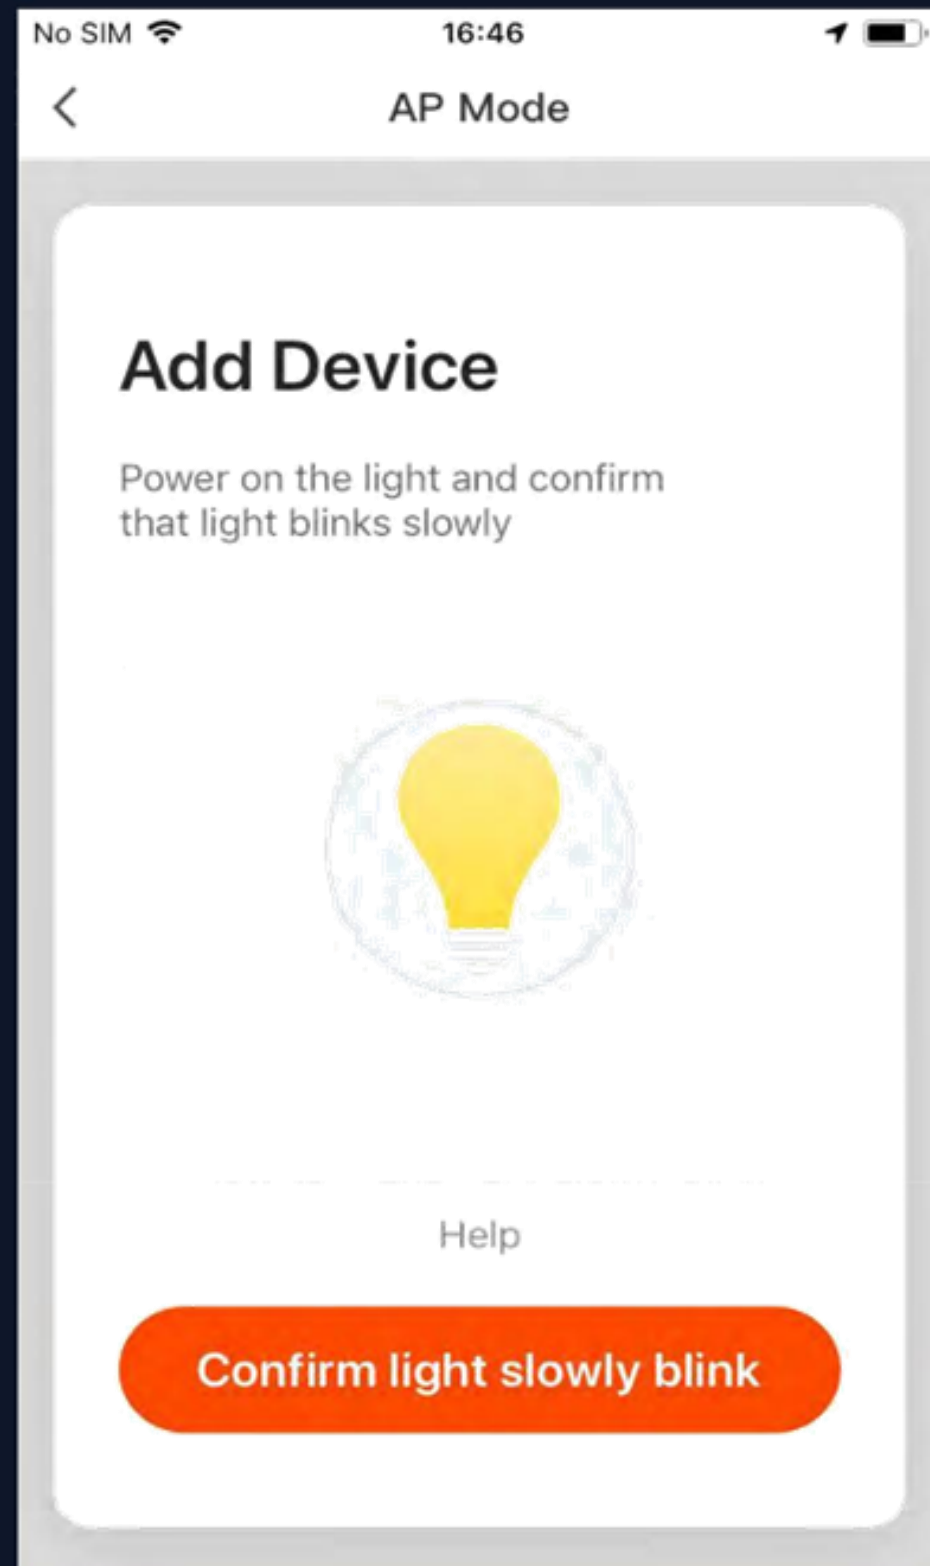 No SIM 16:46
AP Mode
Add Device
Power on the light and confirm
that light blinks slowly
Help
Confirm light slowly blink